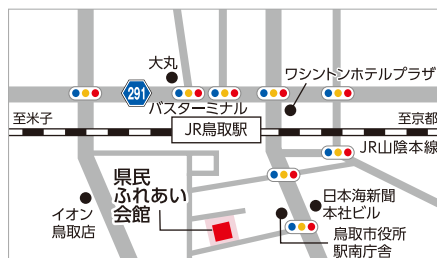 大丸
291
ワシントンホテルプラザ
バスターミナル
至米子
JR鳥取駅
至京都
JR山陰本線
県民
ふれあい
会館
イオン
鳥取店
日本海新聞
本社ビル
鳥取市役所
駅南庁舎